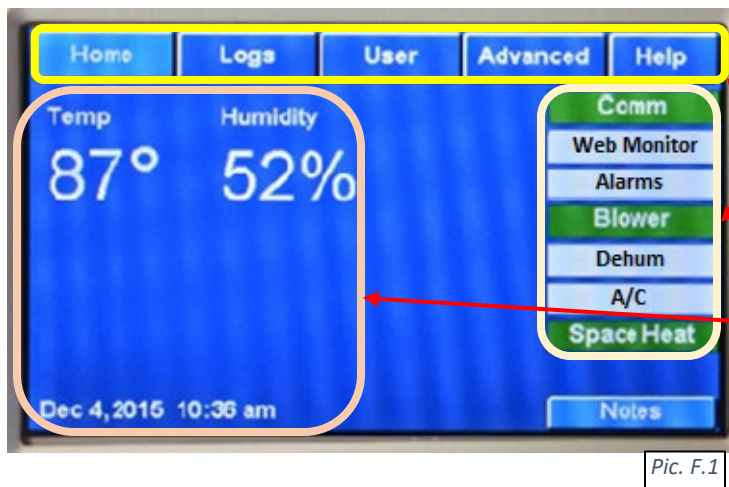 Home Logs User Advanced Help
Temp Humidity
87° 52%
Comm
Web Monitor
Alarms
Blower
Dehum
A/C
Space Heat
Dec 4,2015 10:36 am
Notes
Pic. F.1